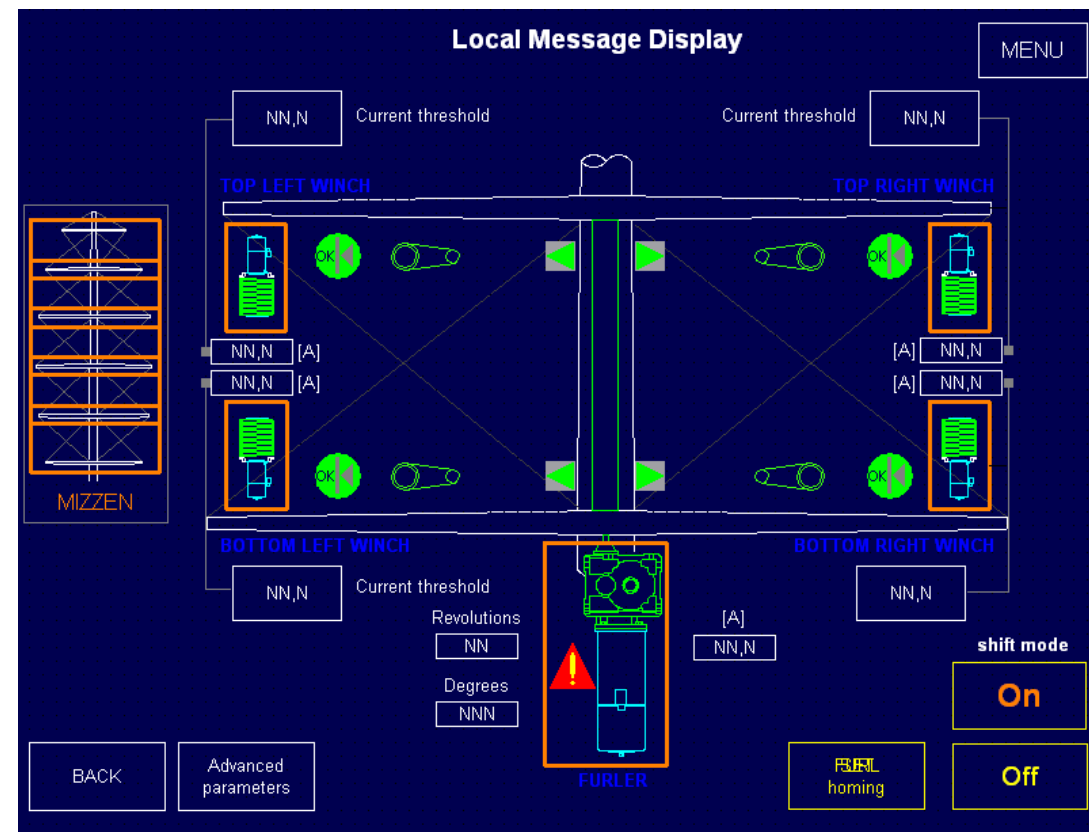 Local Message Display
MENU
NN,N
Current threshold
Current threshold
NN,N
TOP LEFT WINCH
TOP RIGHT WINCH
OK
OK
NN,N [A]
[A] NN,N
NN,N [A]
[A] NN,N
OK
OK
MIZZEN
BOTTOM LEFT WINCH
BOTTOM RIGHT WINCH
NN,N
Current threshold
NN,N
Revolutions
NN
[A]
NN,N
Degrees
NNN
shift mode
On
Off
BACK
Advanced
parameters
FURLER
homing